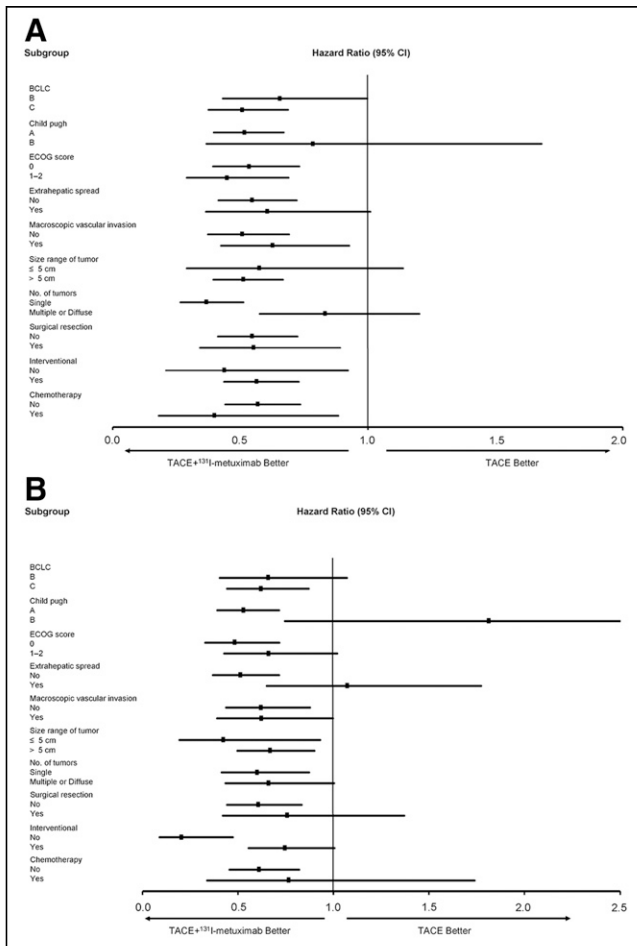 A
Subgroup Hazard Ratio (95% CI)
BCLC
B
C
Child pugh
A
B
ECOG score
0
1–2
Extrahepatic spread
No
Yes
Macroscopic vascular invasion
No
Yes
Size range of tumor
≤ 5 cm
> 5 cm
No. of tumors
Single
Multiple or Diffuse
Surgical resection
No
Yes
Interventional
No
Yes
Chemotherapy
No
Yes
0.0 0.5 1.0 1.5 2.0
TACE+¹³¹I-metuximab Better TACE Better
B
Subgroup Hazard Ratio (95% CI)
BCLC
B
C
Child pugh
A
B
ECOG score
0
1–2
Extrahepatic spread
No
Yes
Macroscopic vascular invasion
No
Yes
Size range of tumor
≤ 5 cm
> 5 cm
No. of tumors
Single
Multiple or Diffuse
Surgical resection
No
Yes
Interventional
No
Yes
Chemotherapy
No
Yes
0.0 0.5 1.0 1.5 2.0 2.5
TACE+¹³¹I-metuximab Better TACE Better